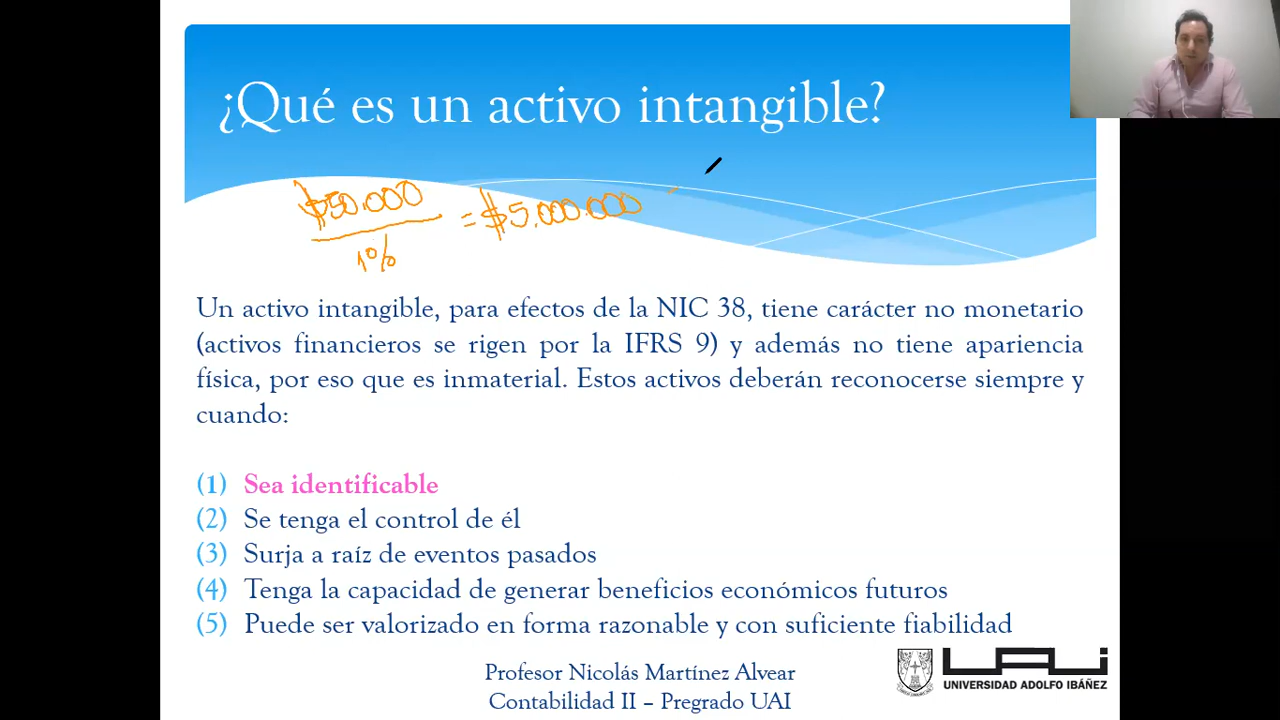 ¿Qué es un activo intangible?
$50.000
1%
= $5.000.000
Un activo intangible, para efectos de la NIC 38, tiene carácter no monetario
(activos financieros se rigen por la IFRS 9) y además no tiene apariencia
física, por eso que es inmaterial. Estos activos deberán reconocerse siempre y
cuando:
(1) Sea identificable
(2) Se tenga el control de él
(3) Surja a raíz de eventos pasados
(4) Tenga la capacidad de generar beneficios económicos futuros
(5) Puede ser valorizado en forma razonable y con suficiente fiabilidad
Profesor Nicolás Martínez Alvear
Contabilidad II – Pregrado UAI
UAI
UNIVERSIDAD ADOLFO IBÁÑEZ